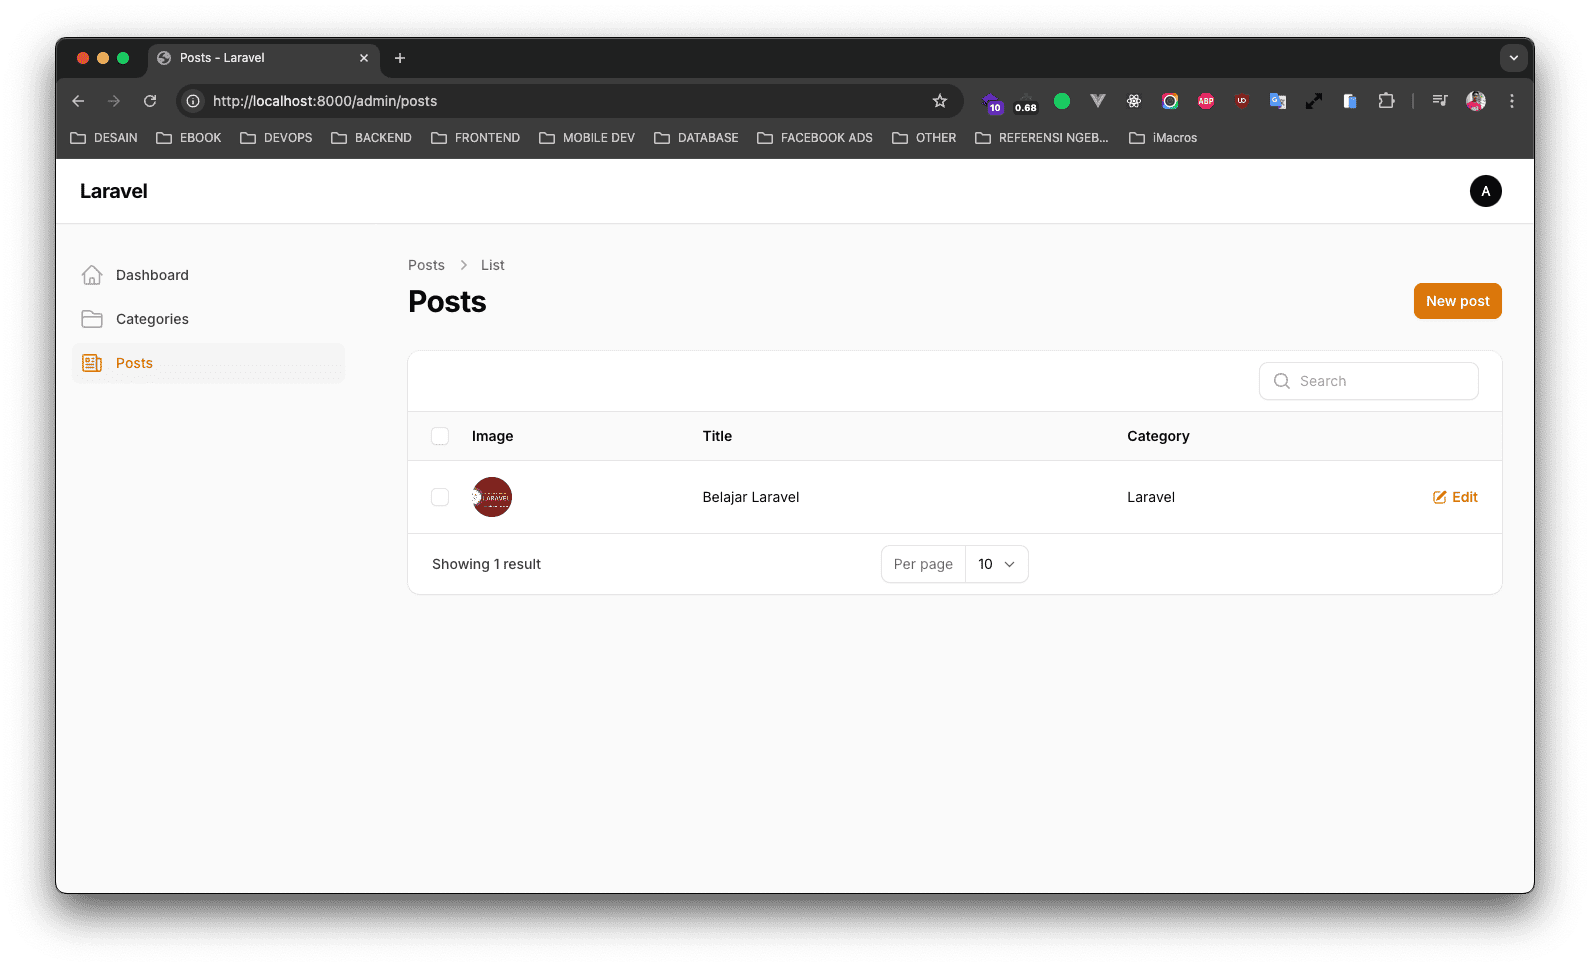 Posts - Laravel
http://localhost:8000/admin/posts
10
0.68
ABP
DESAIN
EBOOK
DEVOPS
BACKEND
FRONTEND
MOBILE DEV
DATABASE
FACEBOOK ADS
OTHER
REFERENSI NGEB...
iMacros
Laravel
A
Dashboard
Categories
Posts
Posts
List
Posts
New post
Search
Image
Title
Category
LARAVEL
Belajar Laravel
Laravel
Edit
Showing 1 result
Per page
10